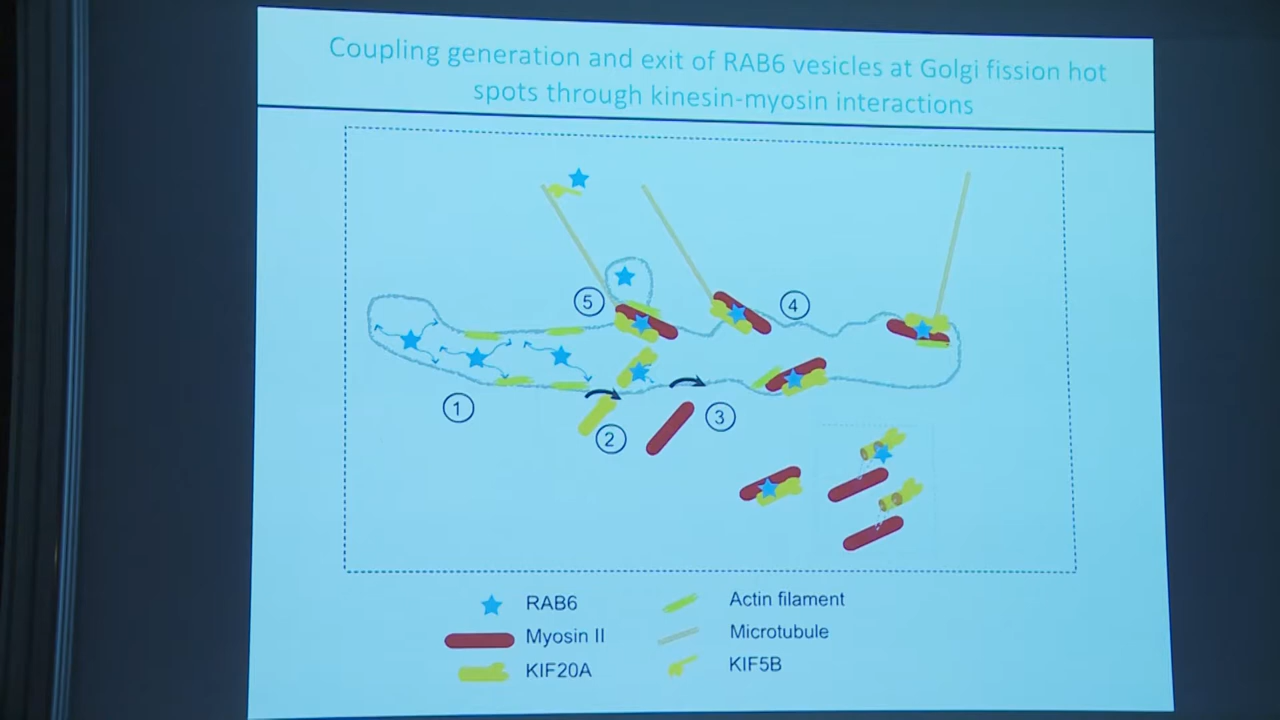 Coupling generation and exit of RAB6 vesicles at Golgi fission hot
spots through kinesin-myosin interactions
5
4
1
2
3
RAB6
Actin filament
Myosin II
Microtubule
KIF20A
KIF5B